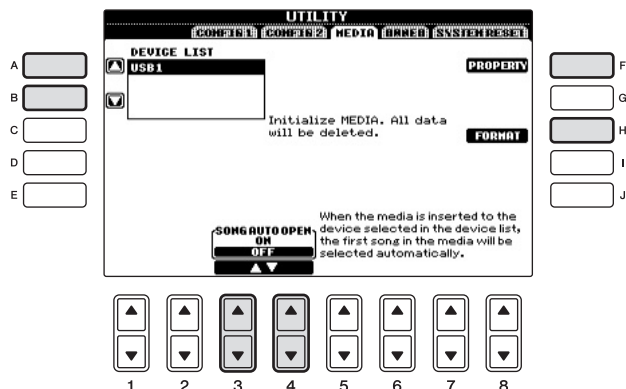 UTILITY
CONFIG 1 CONFIG 2 MEDIA OWNER SYSTEM RESET
DEVICE LIST
USB1
PROPERTY
Initialize MEDIA. All data
will be deleted.
FORMAT
SONG AUTO OPEN
ON
OFF
When the media is inserted to the
device selected in the device list,
the first song in the media will be
selected automatically.
A
B
C
D
E
F
G
H
I
J
1 2 3 4 5 6 7 8